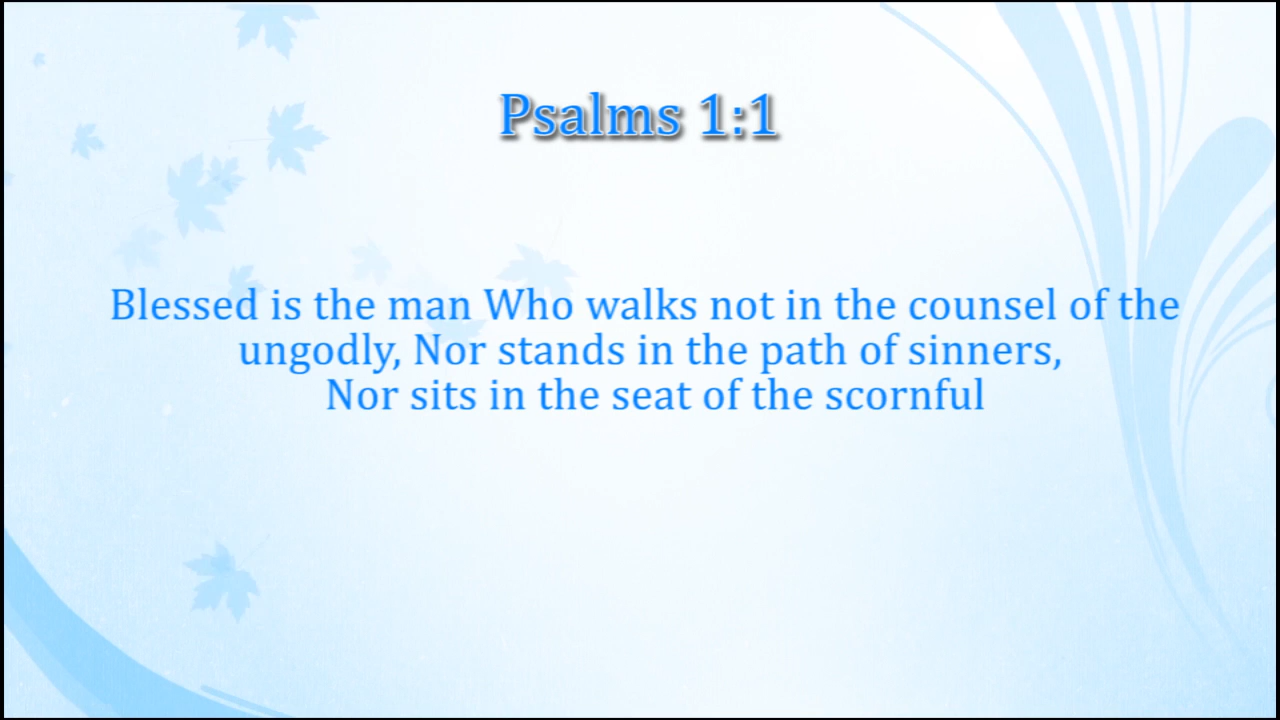 Psalms 1:1
Blessed is the man Who walks not in the counsel of the
ungodly, Nor stands in the path of sinners,
Nor sits in the seat of the scornful